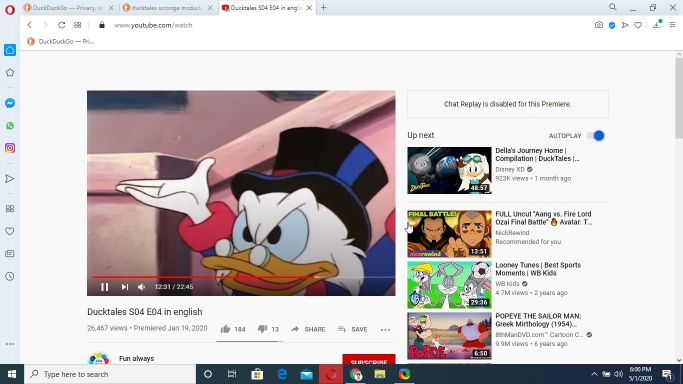 DuckDuckGo — Privacy, si
ducktales scrooge mcduck
Ducktales S04 E04 in englis
www.youtube.com/watch
DuckDuckGo — Pri...
Chat Replay is disabled for this Premiere.
Up next
AUTOPLAY
Della's Journey Home |
Compilation | DuckTales |...
Disney XD
923K views • 1 month ago
48:57
FINAL BATTLE!
nickrewind
13:51
FULL Uncut "Aang vs. Fire Lord
Ozai Final Battle" 🔥 Avatar: T...
NickRewind
Recommended for you
Looney Tunes | Best Sports
Moments | WB Kids
WB Kids
4.7M views • 2 years ago
29:36
POPEYE THE SAILOR MAN:
Greek Mirthology (1954)...
8thManDVD.com™ Cartoon C...
9.9M views • 6 years ago
POPEYE
6:50
12:31 / 22:45
Ducktales S04 E04 in english
26,467 views • Premiered Jan 19, 2020
184
13
SHARE
SAVE
Fun always
SUBSCRIBE
Type here to search
6:00 PM
5/1/2020